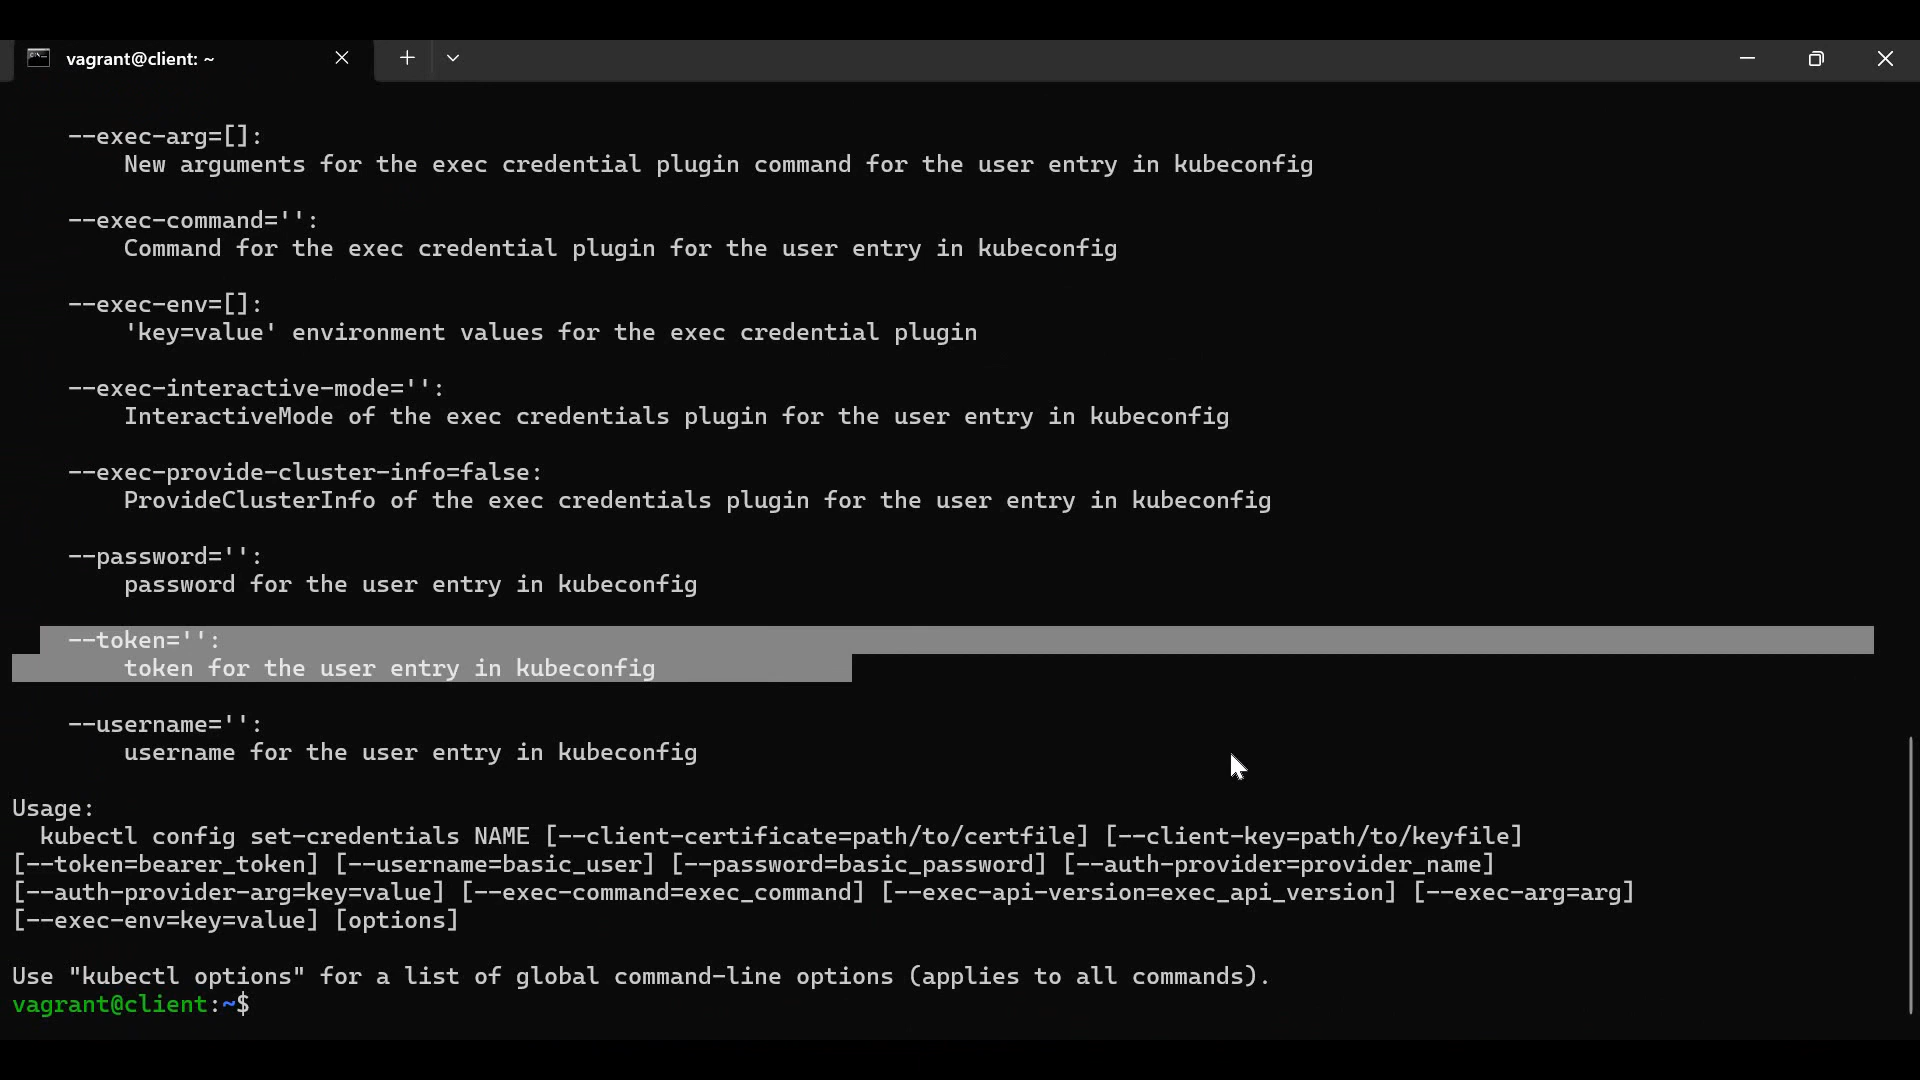 vagrant@client: ~
--exec-arg=[]:
New arguments for the exec credential plugin command for the user entry in kubeconfig
--exec-command='':
Command for the exec credential plugin for the user entry in kubeconfig
--exec-env=[]:
'key=value' environment values for the exec credential plugin
--exec-interactive-mode='':
InteractiveMode of the exec credentials plugin for the user entry in kubeconfig
--exec-provide-cluster-info=false:
ProvideClusterInfo of the exec credentials plugin for the user entry in kubeconfig
--password='':
password for the user entry in kubeconfig
--token='':
token for the user entry in kubeconfig
--username='':
username for the user entry in kubeconfig
Usage:
kubectl config set-credentials NAME [--client-certificate=path/to/certfile] [--client-key=path/to/keyfile]
[--token=bearer_token] [--username=basic_user] [--password=basic_password] [--auth-provider=provider_name]
[--auth-provider-arg=key=value] [--exec-command=exec_command] [--exec-api-version=exec_api_version] [--exec-arg=arg]
[--exec-env=key=value] [options]
Use "kubectl options" for a list of global command-line options (applies to all commands).
vagrant@client:~$